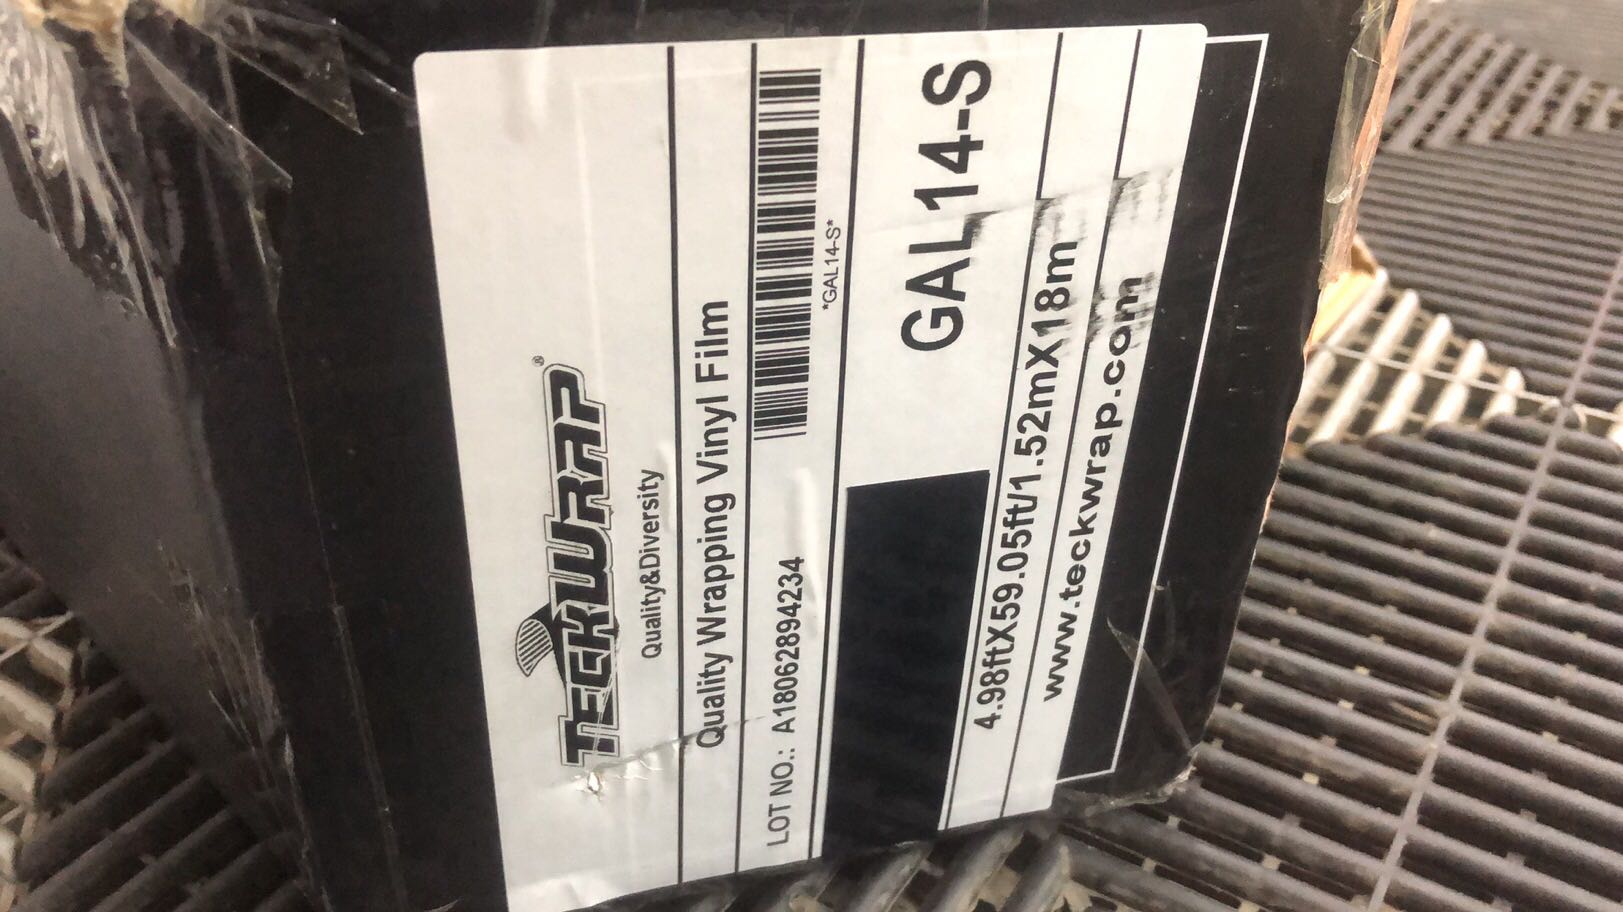 TECKWRAP®
Quality&Diversity
Quality Wrapping Vinyl Film
LOT NO.: A18062894234
*GAL14-S*
GAL14-S
4.98ftX59.05ft/1.52mX18m
www.teckwrap.com